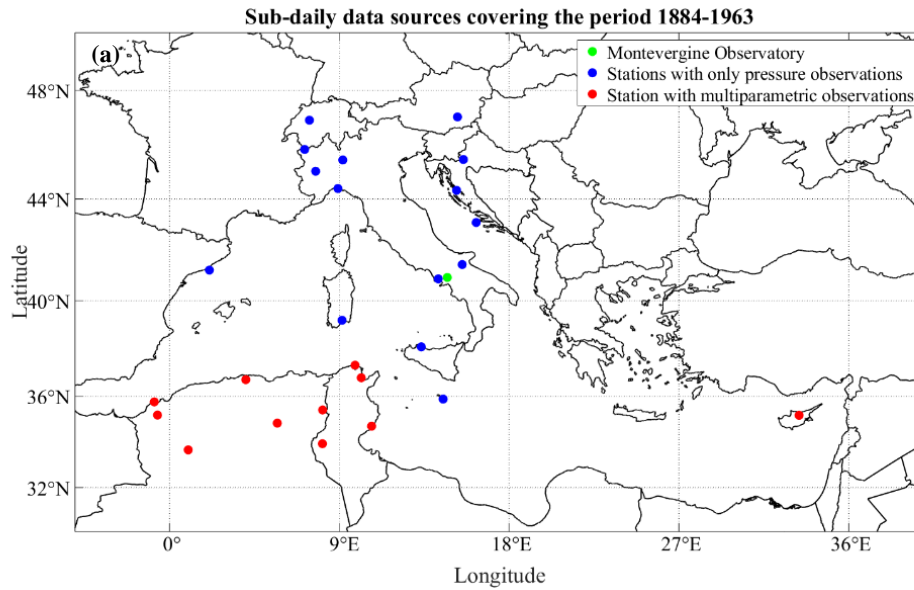 Sub-daily data sources covering the period 1884-1963
(a)
Montevergine Observatory
Stations with only pressure observations
Station with multiparametric observations
48°N
44°N
40°N
36°N
32°N
Latitude
0°
9°E
18°E
27°E
36°E
Longitude